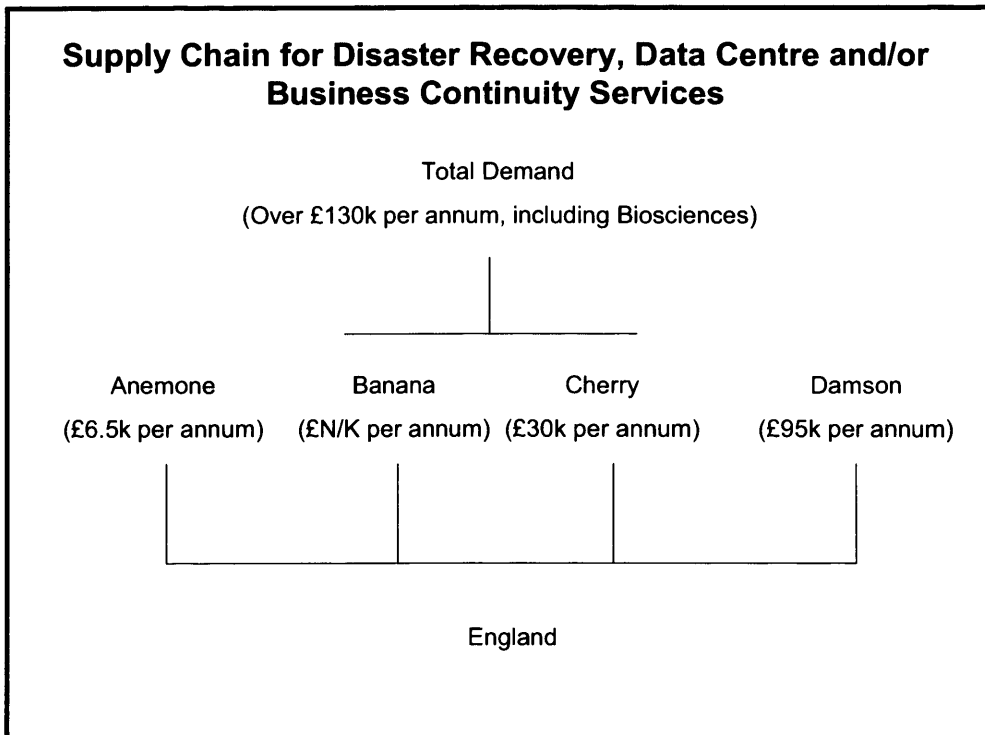 Supply Chain for Disaster Recovery, Data Centre and/or
Business Continuity Services
Total Demand
(Over £130k per annum, including Biosciences)
Anemone Banana Cherry Damson
(£6.5k per annum) (£N/K per annum) (£30k per annum) (£95k per annum)
England